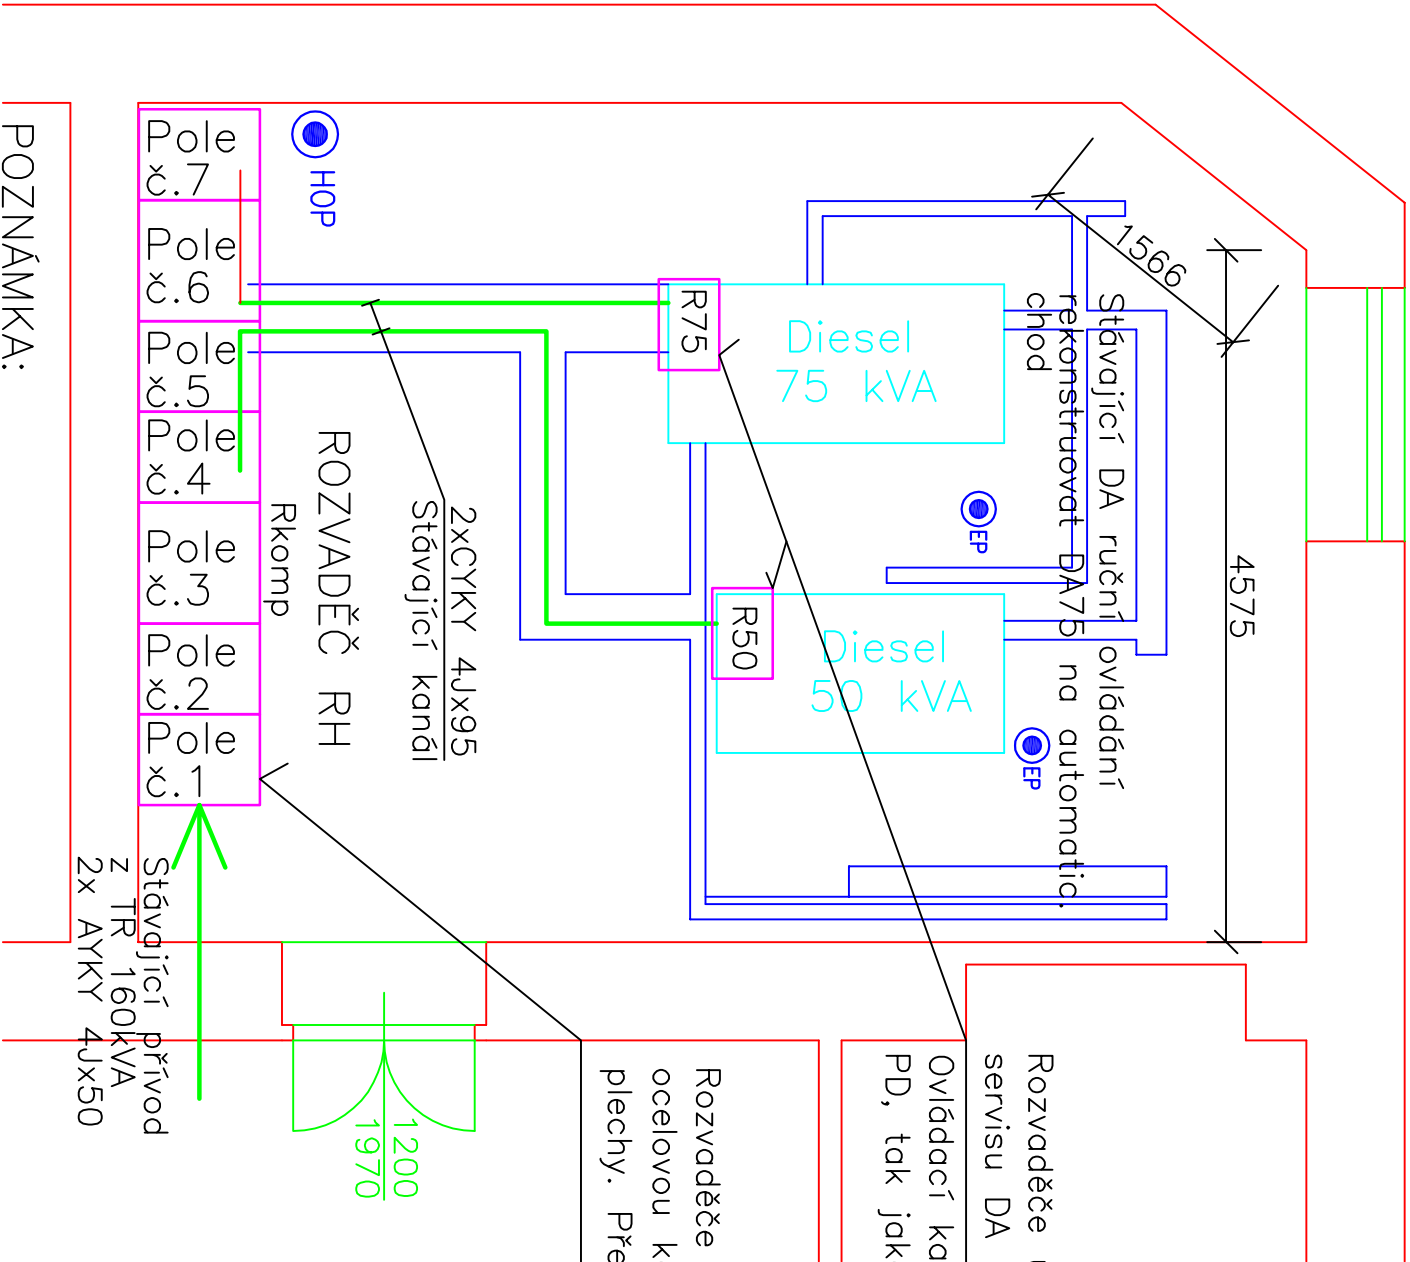 Pole
č.7
Pole
č.6
Pole
č.5
Pole
č.4
Pole
č.3
Pole
č.2
Pole
č.1
HOP
R75
Diesel
75 kVA
R50
Diesel
50 kVA
EP
EP
1566
4575
Stávající DA ruční ovládání
rekonstruovat DA75 na automatic.
chod
2xCYKY 4Jx95
Stávající kanál
ROZVADĚČ RH
Rkomp
POZNÁMKA:
Stávající přívod
z TR 160kVA
2x AYKY 4Jx50
1200
1970
Rozvaděče
ocelovou k
plechy. Pře
Rozvaděče
servisu DA
Ovládací ka
PD, tak jak